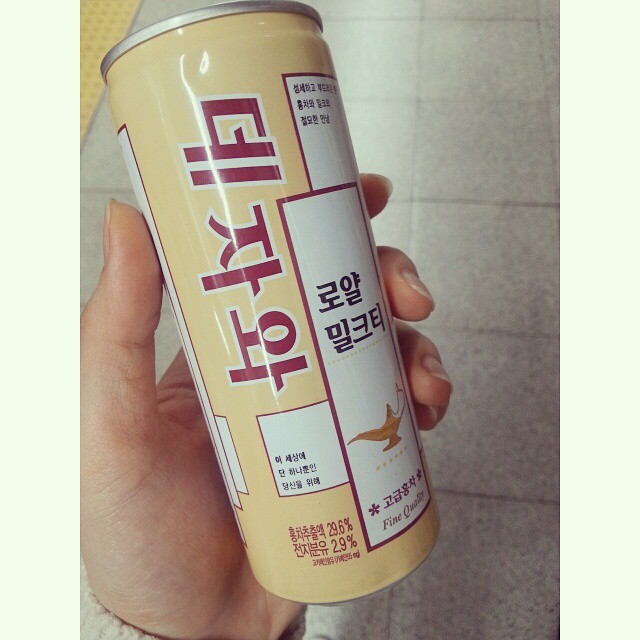 섬세하고 부드러운
홍차와 밀크의
절묘한 만남
데자와
로얄
밀크티
이 세상에
단 하나뿐인
당신을 위해
* 고급홍차 *
Fine Quality
홍차추출액 29.6%
전지분유 2.9%